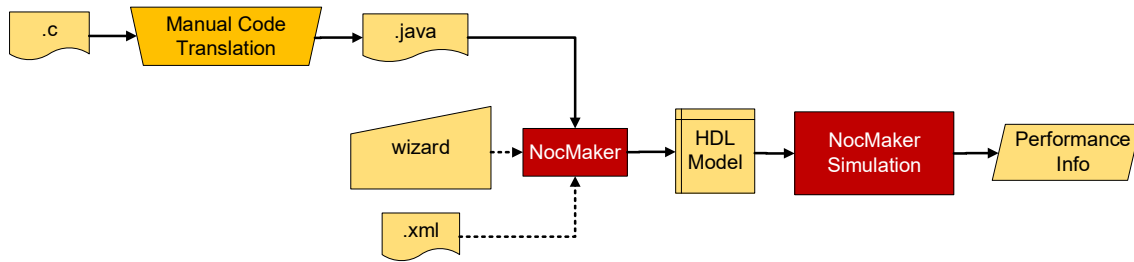 .c
Manual Code
Translation
.java
wizard
NocMaker
HDL
Model
NocMaker
Simulation
Performance
Info
.xml